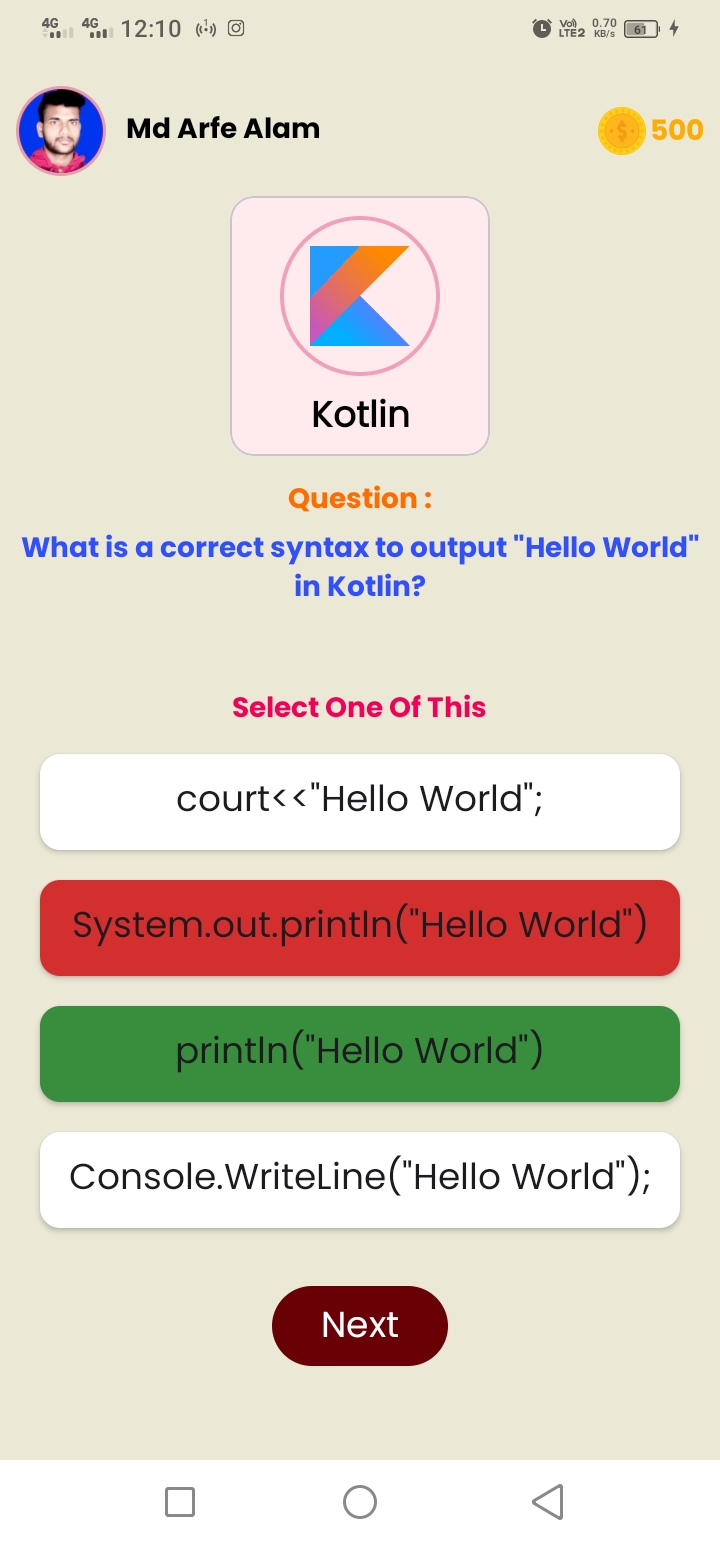 4G 4G 12:10 Vo) LTE2 0.70 KB/s 61
Md Arfe Alam 500
Kotlin
Question :
What is a correct syntax to output "Hello World"
in Kotlin?
Select One Of This
court<<"Hello World";
System.out.println("Hello World")
println("Hello World")
Console.WriteLine("Hello World");
Next